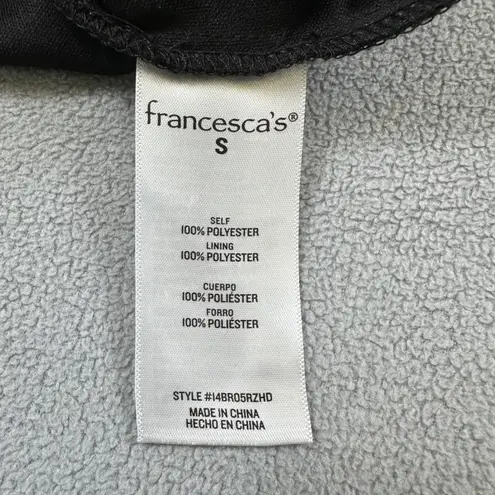 francesca's®
S
SELF
100% POLYESTER
LINING
100% POLYESTER
CUERPO
100% POLIÉSTER
FORRO
100% POLIÉSTER
STYLE #I4BR05RZHD
MADE IN CHINA
HECHO EN CHINA